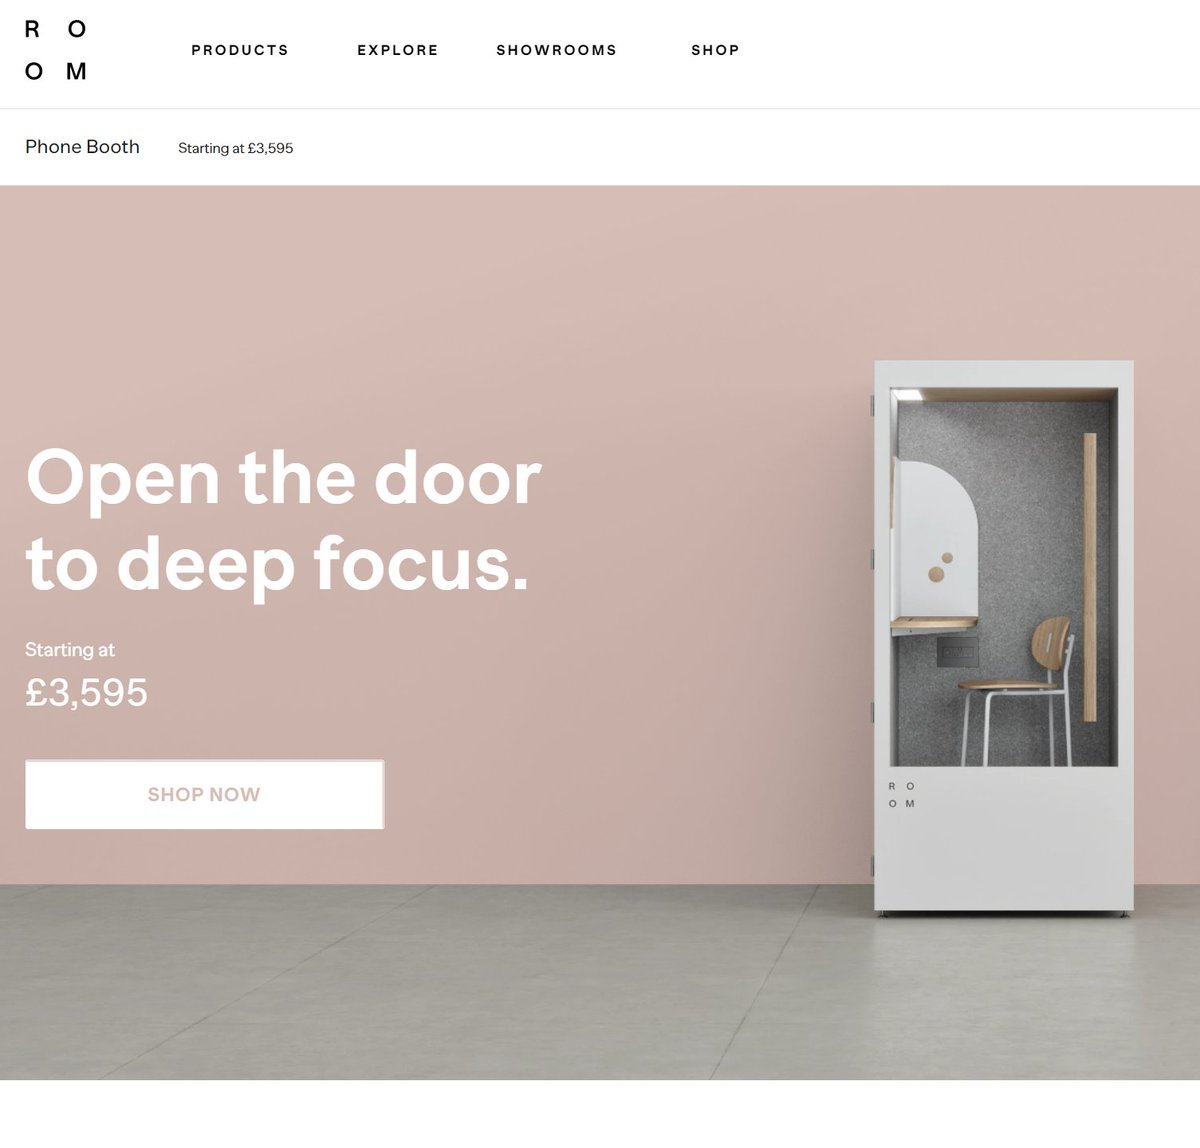 R O
O M
PRODUCTS EXPLORE SHOWROOMS SHOP
Phone Booth Starting at £3,595
Open the door
to deep focus.
Starting at
£3,595
SHOP NOW
R O
O M